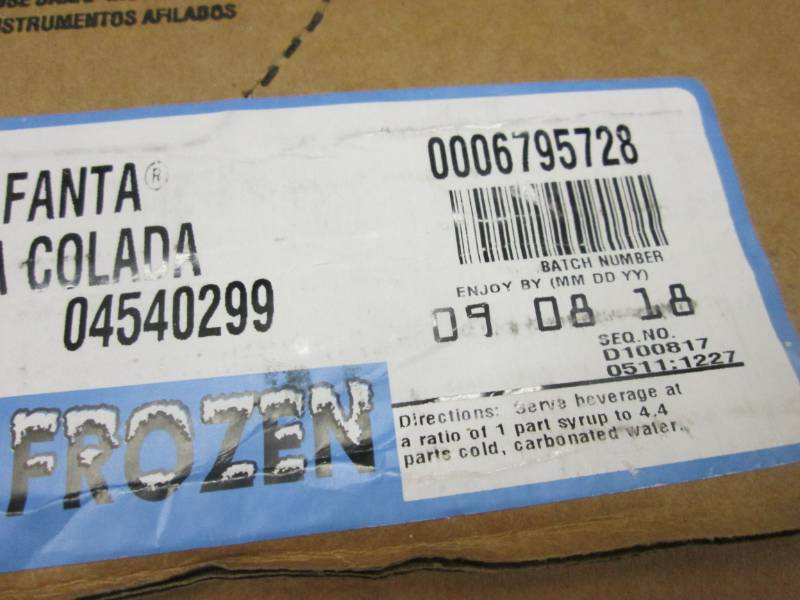 INSTRUMENTOS AFILADOS
FANTA®
COLADA
04540299
FROZEN
0006795728
BATCH NUMBER
ENJOY BY (MM DD YY)
09 08 18
SEQ.NO.
D100817
0511:1227
Directions: Serve beverage at
a ratio of 1 part syrup to 4.4
parts cold, carbonated water.